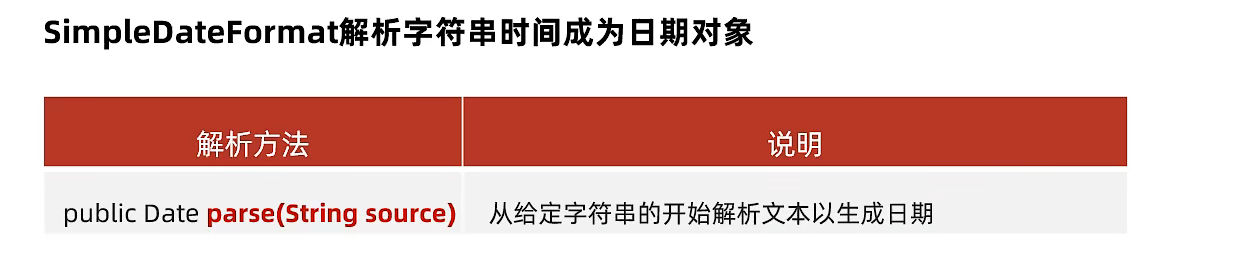 SimpleDateFormat解析字符串时间成为日期对象
解析方法 说明
public Date parse(String source) 从给定字符串的开始解析文本以生成日期